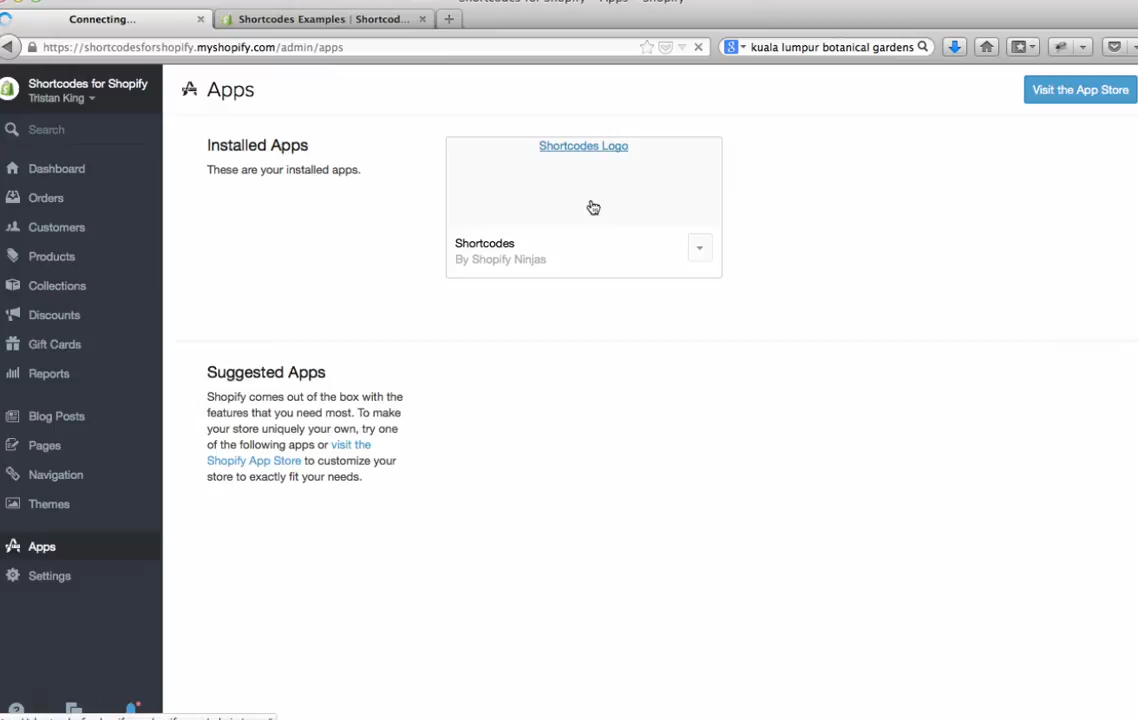 Shortcodes for Shopify - Apps - Shopify
Connecting...
Shortcodes Examples | Shortcod...
https://shortcodesforshopify.myshopify.com/admin/apps
kuala lumpur botanical gardens
Shortcodes for Shopify
Tristan King
Search
Dashboard
Orders
Customers
Products
Collections
Discounts
Gift Cards
Reports
Blog Posts
Pages
Navigation
Themes
Apps
Settings
Apps
Visit the App Store
Installed Apps
These are your installed apps.
Shortcodes Logo
Shortcodes
By Shopify Ninjas
Suggested Apps
Shopify comes out of the box with the
features that you need most. To make
your store uniquely your own, try one
of the following apps or visit the
Shopify App Store to customize your
store to exactly fit your needs.